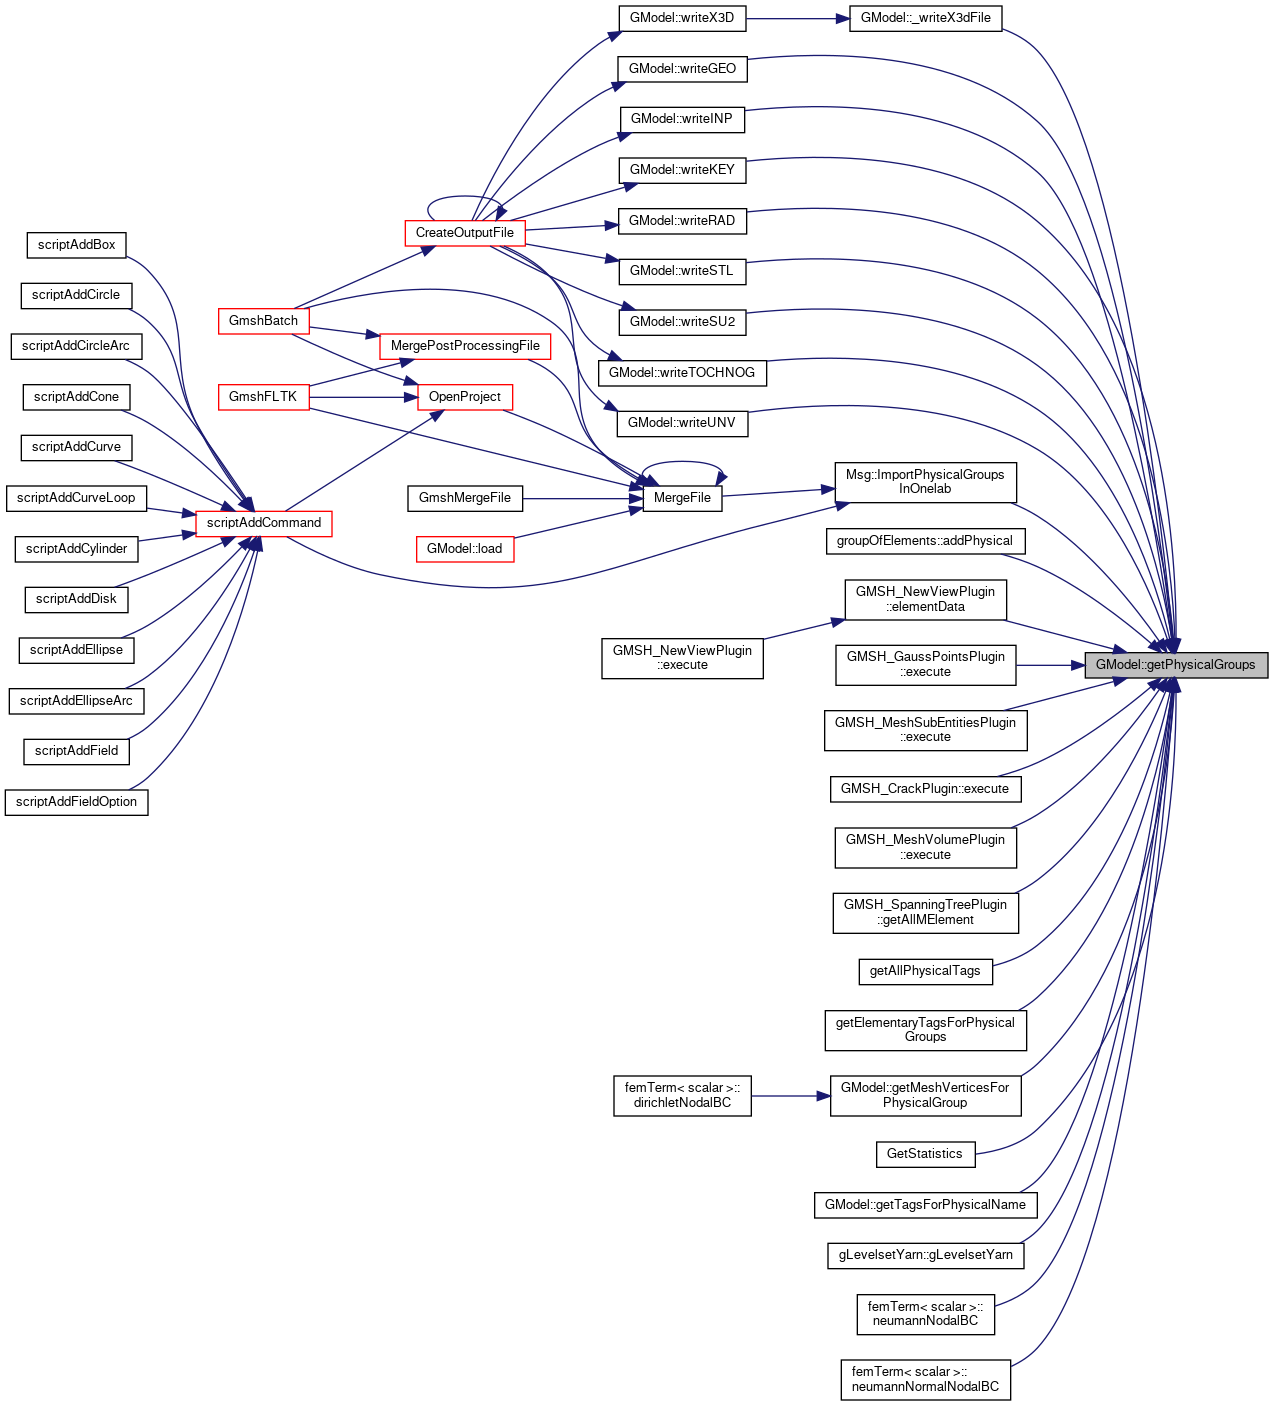 GModel::writeX3D
GModel::_writeX3dFile
GModel::writeGEO
GModel::writeINP
GModel::writeKEY
GModel::writeRAD
CreateOutputFile
scriptAddBox
GModel::writeSTL
scriptAddCircle
GmshBatch
GModel::writeSU2
scriptAddCircleArc
MergePostProcessingFile
GModel::writeTOCHNOG
scriptAddCone
GmshFLTK
OpenProject
GModel::writeUNV
scriptAddCurve
Msg::ImportPhysicalGroups
InOnelab
scriptAddCurveLoop
GmshMergeFile
MergeFile
scriptAddCommand
groupOfElements::addPhysical
scriptAddCylinder
GModel::load
scriptAddDisk
GMSH_NewViewPlugin
::elementData
scriptAddEllipse
GMSH_NewViewPlugin
::execute
GMSH_GaussPointsPlugin
::execute
GModel::getPhysicalGroups
scriptAddEllipseArc
GMSH_MeshSubEntitiesPlugin
::execute
scriptAddField
GMSH_CrackPlugin::execute
scriptAddFieldOption
GMSH_MeshVolumePlugin
::execute
GMSH_SpanningTreePlugin
::getAllMElement
getAllPhysicalTags
getElementaryTagsForPhysical
Groups
femTerm< scalar >::
dirichletNodalBC
GModel::getMeshVerticesFor
PhysicalGroup
GetStatistics
GModel::getTagsForPhysicalName
gLevelsetYarn::gLevelsetYarn
femTerm< scalar >::
neumannNodalBC
femTerm< scalar >::
neumannNormalNodalBC